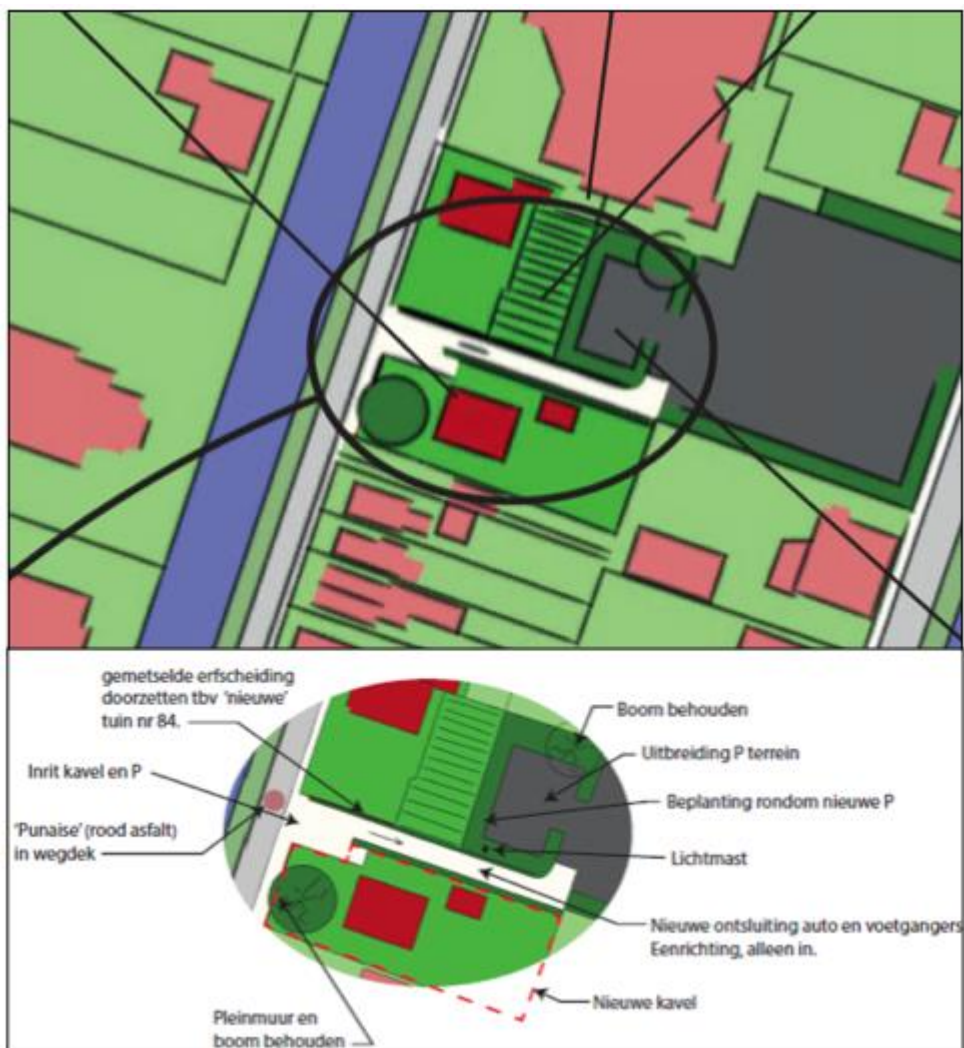 gemetselde erfscheiding
doorzetten tbv 'nieuwe'
tuin nr 84.
Inrit kavel en P
'Punaise' (rood asfalt)
in wegdek
Pleinmuur en
boom behouden
Boom behouden
Uitbreiding P terrein
Beplanting rondom nieuwe P
Lichtmast
Nieuwe ontsluiting auto en voetgangers
Eenrichting, alleen in.
Nieuwe kavel